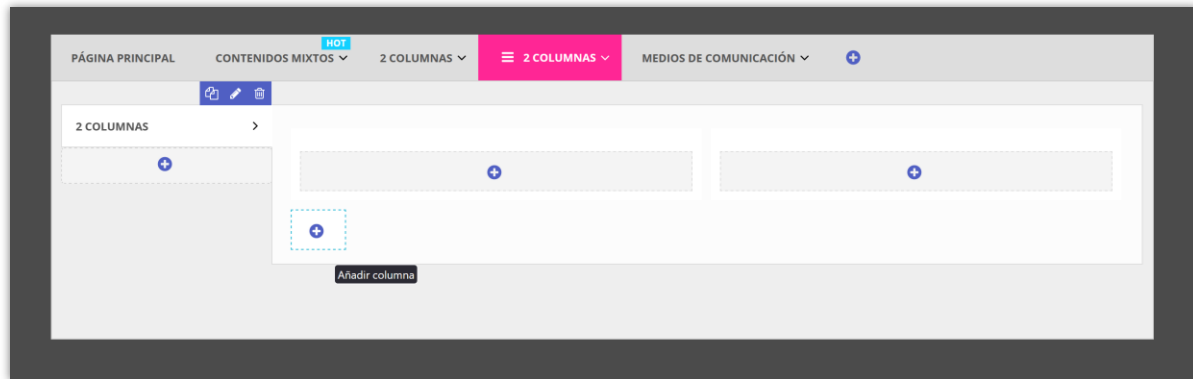 HOT
PÁGINA PRINCIPAL CONTENIDOS MIXTOS 2 COLUMNAS 2 COLUMNAS MEDIOS DE COMUNICACIÓN
2 COLUMNAS
Añadir columna